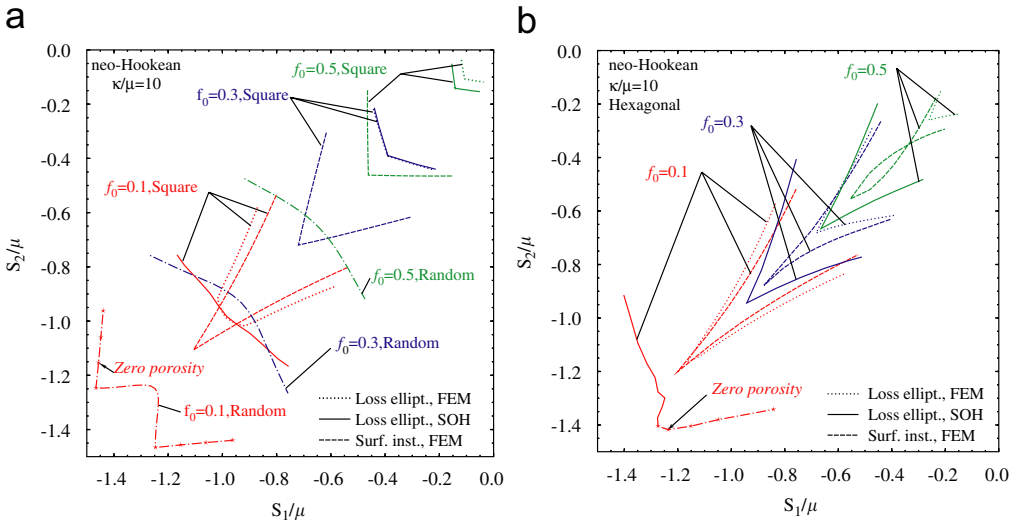 a
0.0
-0.2
-0.4
-0.6
-0.8
-1.0
-1.2
-1.4
S2/μ
neo-Hookean
κ/μ=10
f0=0.5,Square
f0=0.3,Square
f0=0.1,Square
f0=0.5,Random
f0=0.3,Random
Zero porosity
f0=0.1,Random
Loss ellipt., FEM
Loss ellipt., SOH
Surf. inst., FEM
-1.4 -1.2 -1.0 -0.8 -0.6 -0.4 -0.2 0.0
S1/μ
b
0.0
-0.2
-0.4
-0.6
-0.8
-1.0
-1.2
-1.4
S2/μ
neo-Hookean
κ/μ=10
Hexagonal
f0=0.5
f0=0.3
f0=0.1
Zero porosity
Loss ellipt., FEM
Loss ellipt., SOH
Surf. inst., FEM
-1.4 -1.2 -1.0 -0.8 -0.6 -0.4 -0.2 0.0
S1/μ